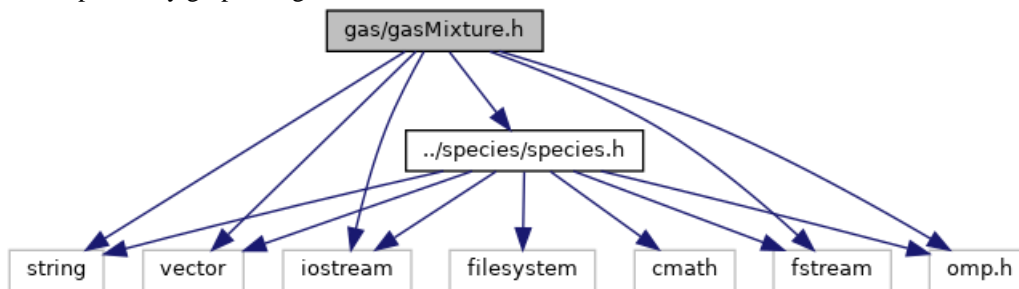 gas/gasMixture.h
../species/species.h
string
vector
iostream
filesystem
cmath
fstream
omp.h